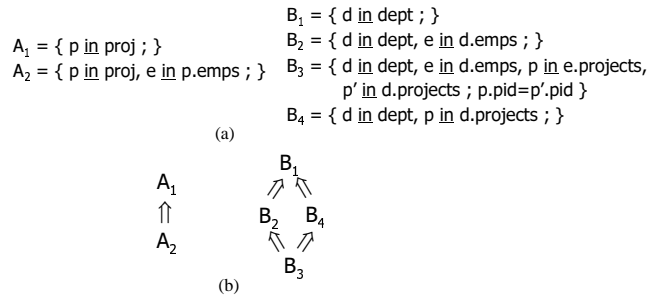 A₁ = { p in proj ; }
A₂ = { p in proj, e in p.emps ; }
B₁ = { d in dept ; }
B₂ = { d in dept, e in d.emps ; }
B₃ = { d in dept, e in d.emps, p in e.projects,
p′ in d.projects ; p.pid=p′.pid }
B₄ = { d in dept, p in d.projects ; }
(a)
A₁
⇑
A₂
B₁
B₂ B₄
B₃
(b)